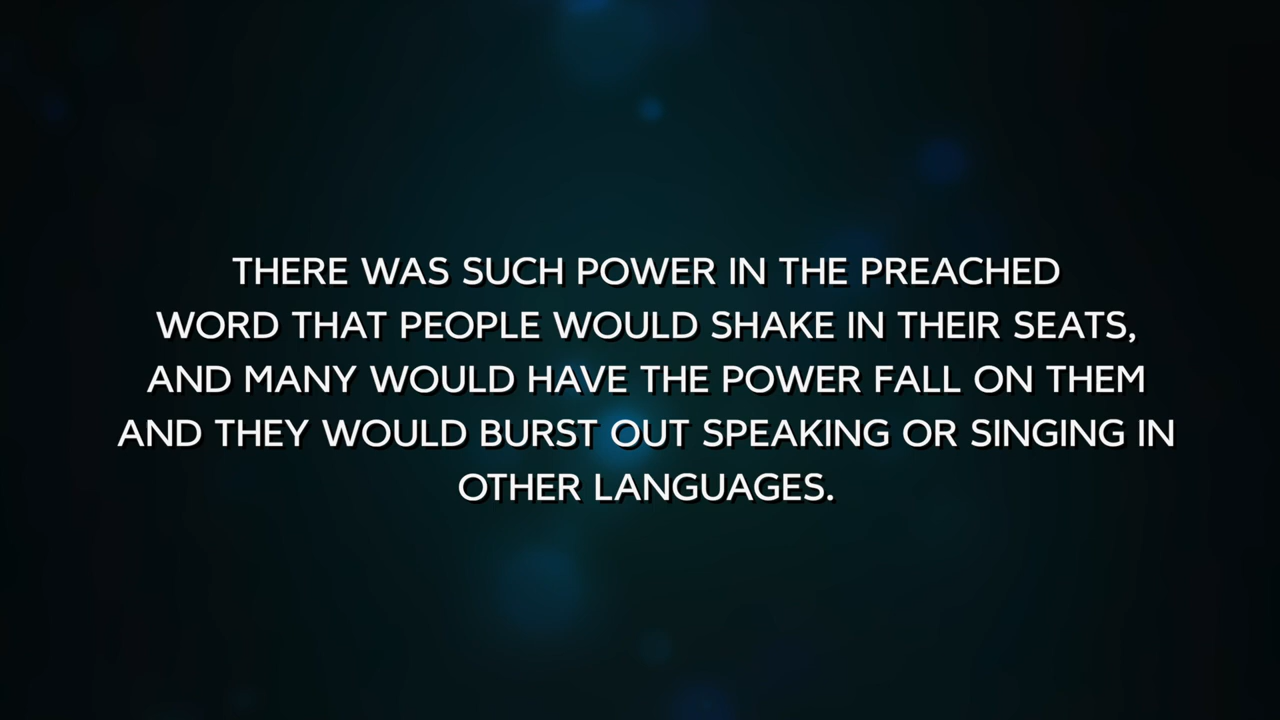 THERE WAS SUCH POWER IN THE PREACHED
WORD THAT PEOPLE WOULD SHAKE IN THEIR SEATS,
AND MANY WOULD HAVE THE POWER FALL ON THEM
AND THEY WOULD BURST OUT SPEAKING OR SINGING IN
OTHER LANGUAGES.